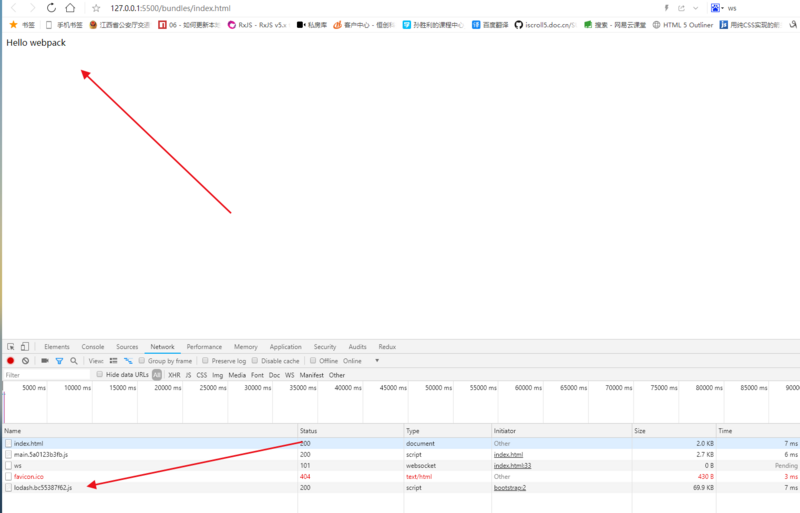 127.0.0.1:5500/bundles/index.html ws
书签 手机书签 江西省公安厅交通 06 - 如何更新本地 RxJS - RxJS v5.x 私房库 客户中心 - 恒创科 孙胜利的课程中心 百度翻译 iscroll5.doc.cn/S 搜索 - 网易云课堂 HTML 5 Outliner 用纯CSS实现的
Hello webpack
Elements Console Sources Network Performance Memory Application Security Audits Redux
View: Group by frame Preserve log Disable cache Offline Online
Filter Hide data URLs All XHR JS CSS Img Media Font Doc WS Manifest Other
5000 ms 10000 ms 15000 ms 20000 ms 25000 ms 30000 ms 35000 ms 40000 ms 45000 ms 50000 ms 55000 ms 60000 ms 65000 ms 70000 ms 75000 ms 80000 ms 85000 ms 9000
Name Status Type Initiator Size Time
index.html 200 document Other 2.0 KB 7 ms
main.5a0123b3fb.js 200 script index.html 2.7 KB 6 ms
ws 101 websocket index.html:33 0 B Pending
favicon.ico 404 text/html Other 430 B 3 ms
lodash.bc55387f62.js 200 script bootstrap:2 69.9 KB 7 ms